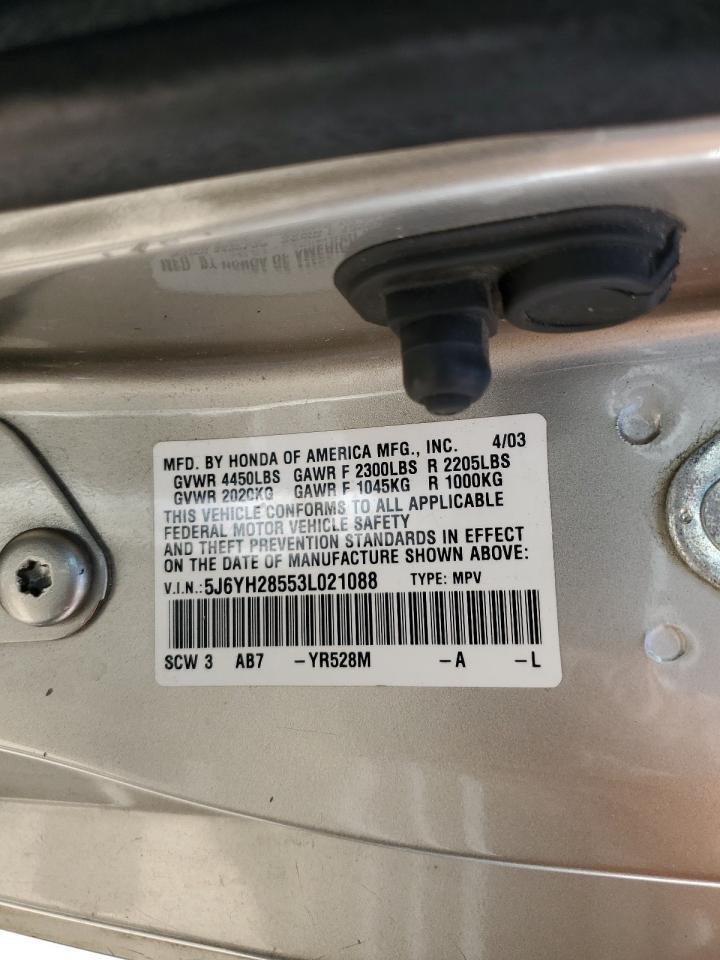 MFD. BY HONDA OF AMERICA MFG., INC. 4/03
GVWR 4450LBS GAWR F 2300LBS R 2205LBS
GVWR 2020KG GAWR F 1045KG R 1000KG
THIS VEHICLE CONFORMS TO ALL APPLICABLE
FEDERAL MOTOR VEHICLE SAFETY
AND THEFT PREVENTION STANDARDS IN EFFECT
ON THE DATE OF MANUFACTURE SHOWN ABOVE:
V.I.N.:5J6YH28553L021088 TYPE: MPV
SCW 3 AB7 -YR528M -A -L